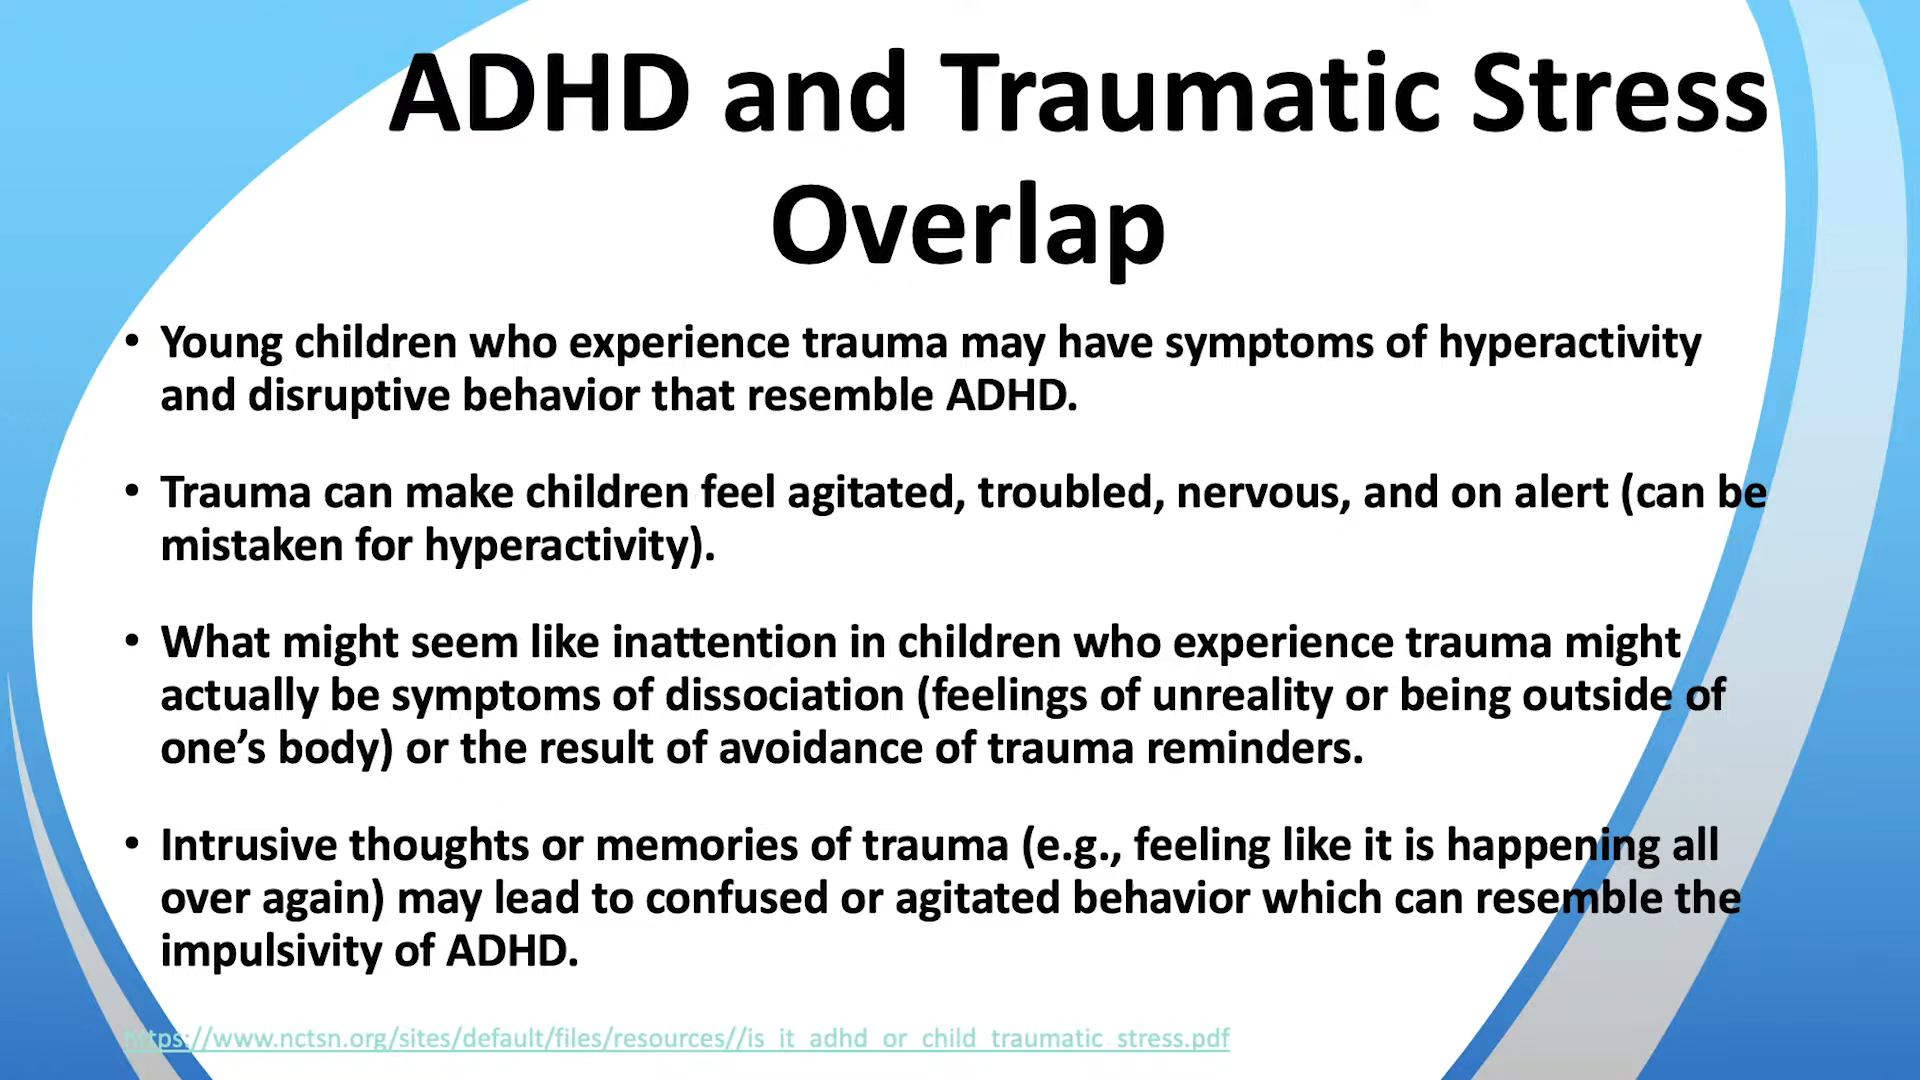 ADHD and Traumatic Stress
Overlap
• Young children who experience trauma may have symptoms of hyperactivity
and disruptive behavior that resemble ADHD.
• Trauma can make children feel agitated, troubled, nervous, and on alert (can be
mistaken for hyperactivity).
• What might seem like inattention in children who experience trauma might
actually be symptoms of dissociation (feelings of unreality or being outside of
one’s body) or the result of avoidance of trauma reminders.
• Intrusive thoughts or memories of trauma (e.g., feeling like it is happening all
over again) may lead to confused or agitated behavior which can resemble the
impulsivity of ADHD.
https://www.nctsn.org/sites/default/files/resources//is_it_adhd_or_child_traumatic_stress.pdf